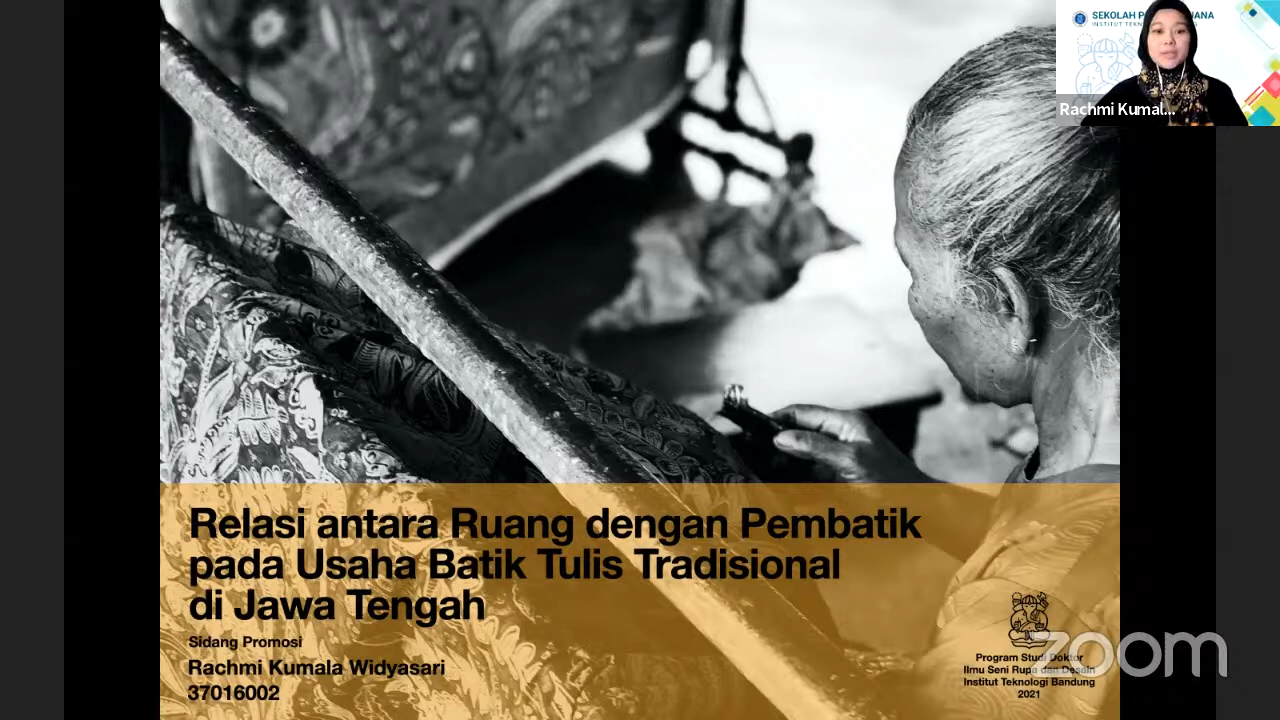 SEKOLAH
Rachmi Kumal...
Relasi antara Ruang dengan Pembatik
pada Usaha Batik Tulis Tradisional
di Jawa Tengah
Sidang Promosi
Rachmi Kumala Widyasari
37016002
Program Studi Doktor
Ilmu Seni Rupa dan Desain
Institut Teknologi Bandung
2021
zoom